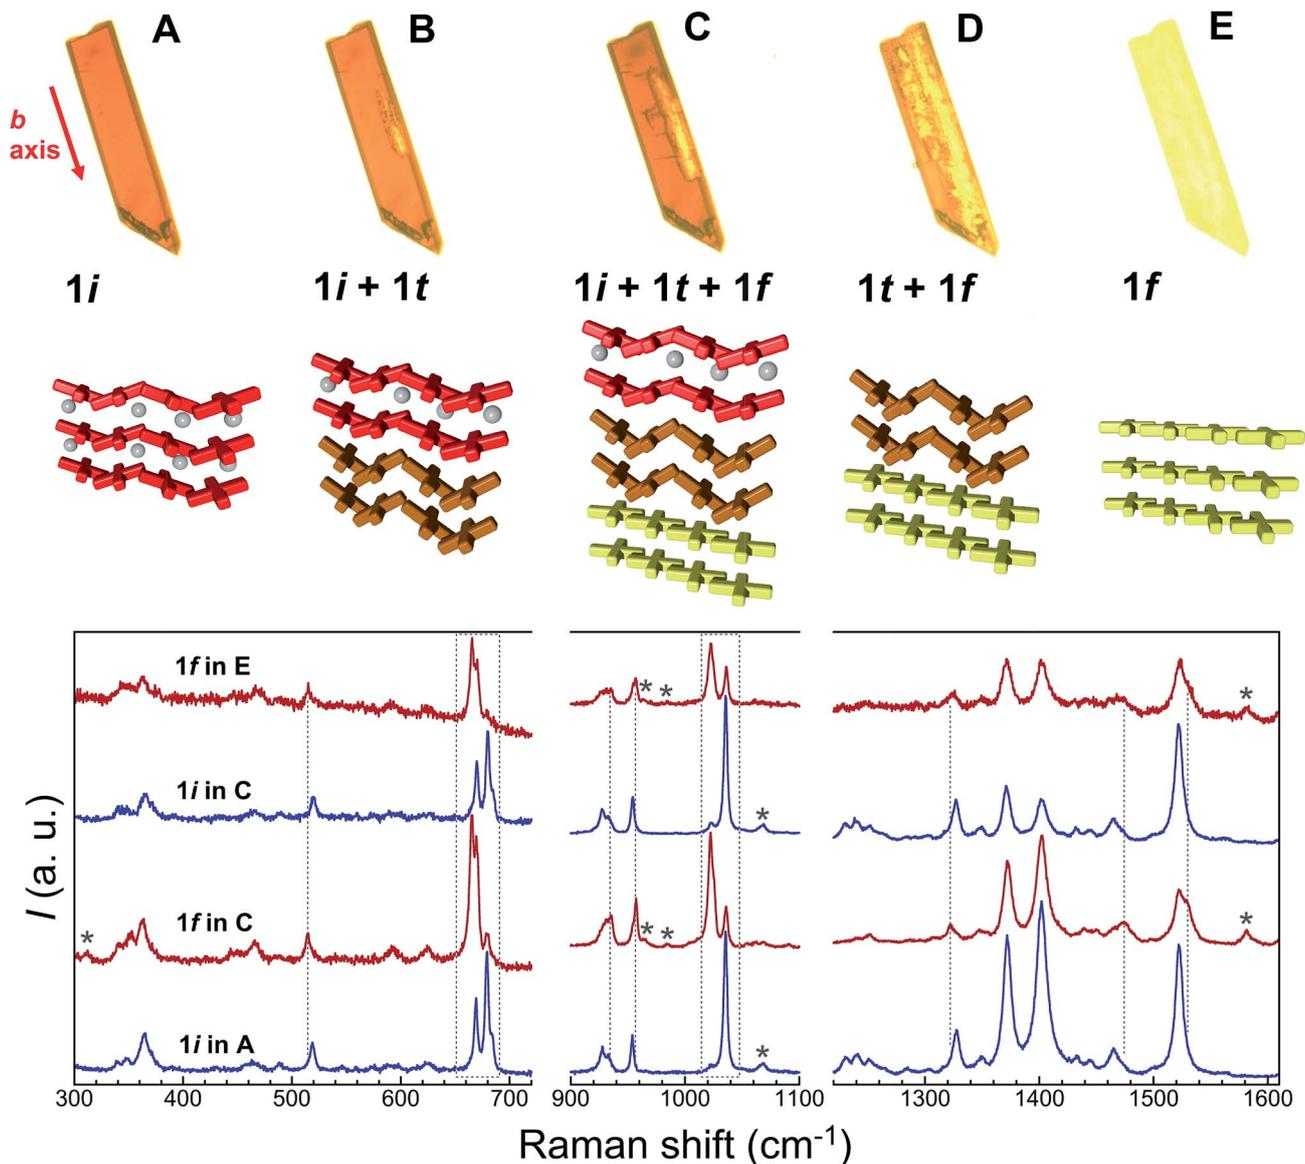 A B C D E
b
axis
1i 1i + 1t 1i + 1t + 1f 1t + 1f 1f
1f in E
* * *
1i in C
*
1f in C
* * * *
1i in A
*
I (a. u.)
300 400 500 600 700 900 1000 1100 1300 1400 1500 1600
Raman shift (cm-1)